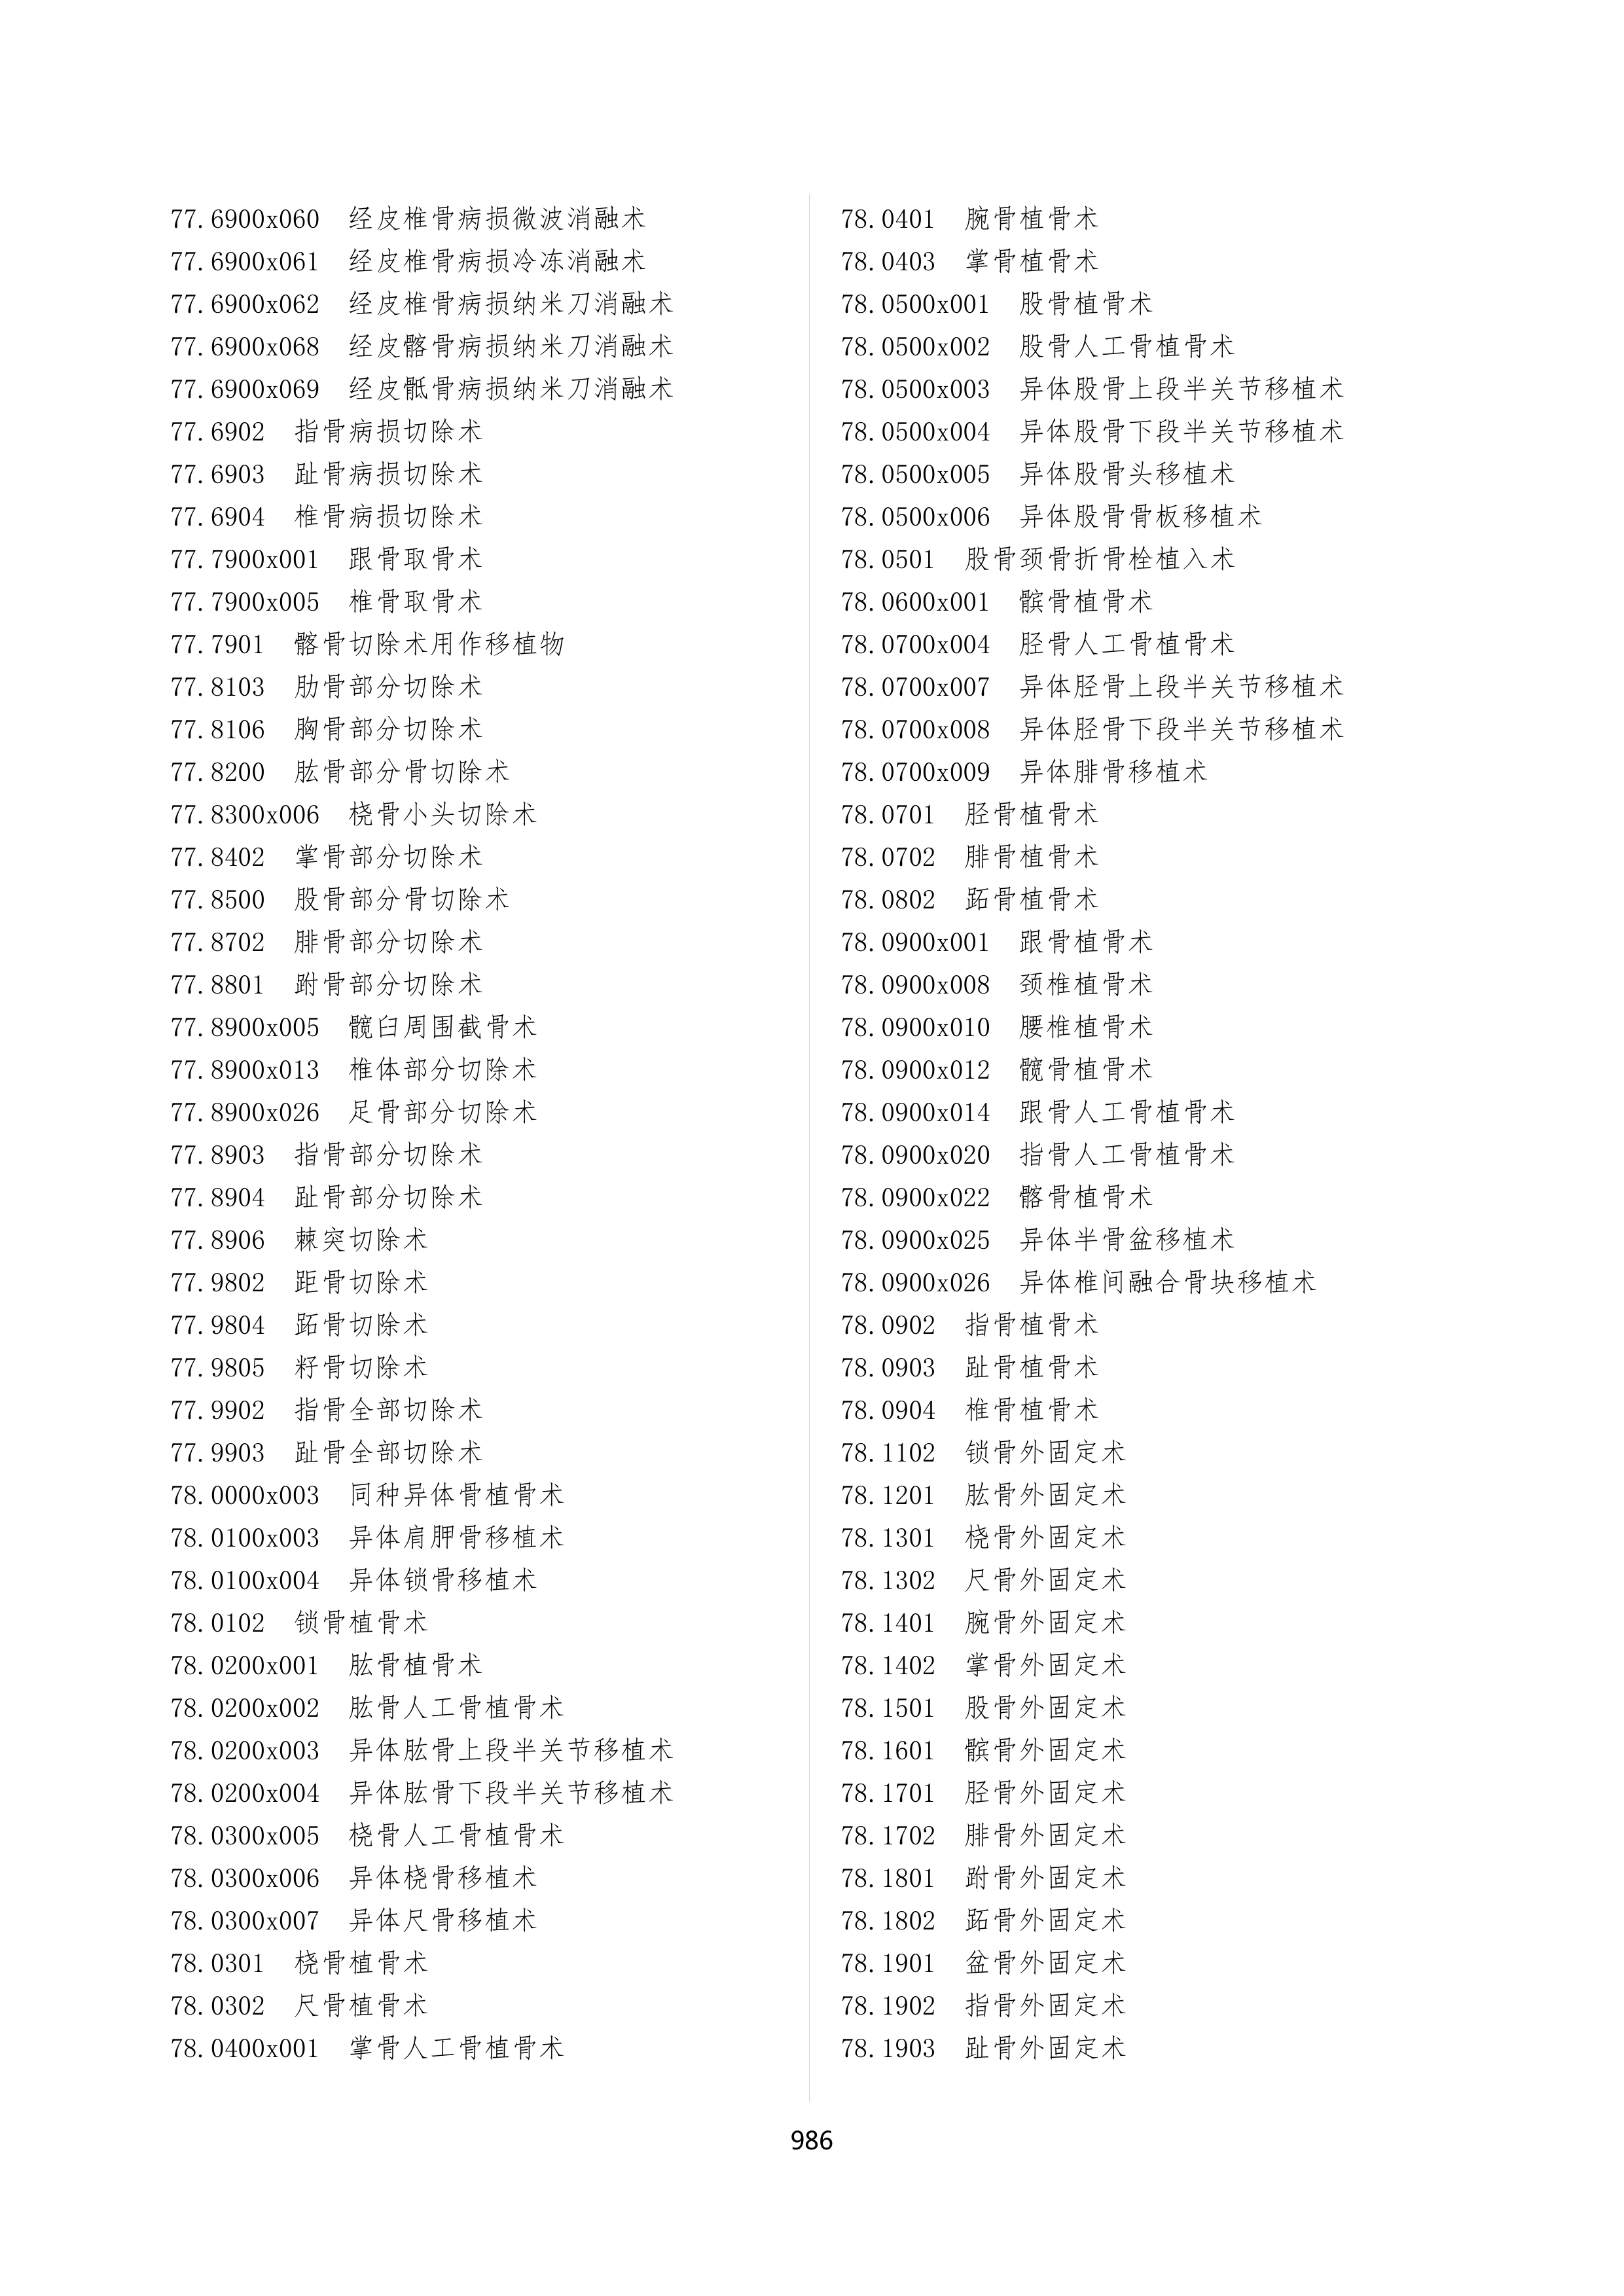 77.6900x060 经皮椎骨病损微波消融术
77.6900x061 经皮椎骨病损冷冻消融术
77.6900x062 经皮椎骨病损纳米刀消融术
77.6900x068 经皮髂骨病损纳米刀消融术
77.6900x069 经皮骶骨病损纳米刀消融术
77.6902 指骨病损切除术
77.6903 趾骨病损切除术
77.6904 椎骨病损切除术
77.7900x001 跟骨取骨术
77.7900x005 椎骨取骨术
77.7901 髂骨切除术用作移植物
77.8103 肋骨部分切除术
77.8106 胸骨部分切除术
77.8200 肱骨部分骨切除术
77.8300x006 桡骨小头切除术
77.8402 掌骨部分切除术
77.8500 股骨部分骨切除术
77.8702 腓骨部分切除术
77.8801 跗骨部分切除术
77.8900x005 髋臼周围截骨术
77.8900x013 椎体部分切除术
77.8900x026 足骨部分切除术
77.8903 指骨部分切除术
77.8904 趾骨部分切除术
77.8906 棘突切除术
77.9802 距骨切除术
77.9804 跖骨切除术
77.9805 籽骨切除术
77.9902 指骨全部切除术
77.9903 趾骨全部切除术
78.0000x003 同种异体骨植骨术
78.0100x003 异体肩胛骨移植术
78.0100x004 异体锁骨移植术
78.0102 锁骨植骨术
78.0200x001 肱骨植骨术
78.0200x002 肱骨人工骨植骨术
78.0200x003 异体肱骨上段半关节移植术
78.0200x004 异体肱骨下段半关节移植术
78.0300x005 桡骨人工骨植骨术
78.0300x006 异体桡骨移植术
78.0300x007 异体尺骨移植术
78.0301 桡骨植骨术
78.0302 尺骨植骨术
78.0400x001 掌骨人工骨植骨术
78.0401 腕骨植骨术
78.0403 掌骨植骨术
78.0500x001 股骨植骨术
78.0500x002 股骨人工骨植骨术
78.0500x003 异体股骨上段半关节移植术
78.0500x004 异体股骨下段半关节移植术
78.0500x005 异体股骨头移植术
78.0500x006 异体股骨骨板移植术
78.0501 股骨颈骨折骨栓植入术
78.0600x001 髌骨植骨术
78.0700x004 胫骨人工骨植骨术
78.0700x007 异体胫骨上段半关节移植术
78.0700x008 异体胫骨下段半关节移植术
78.0700x009 异体腓骨移植术
78.0701 胫骨植骨术
78.0702 腓骨植骨术
78.0802 跖骨植骨术
78.0900x001 跟骨植骨术
78.0900x008 颈椎植骨术
78.0900x010 腰椎植骨术
78.0900x012 髋骨植骨术
78.0900x014 跟骨人工骨植骨术
78.0900x020 指骨人工骨植骨术
78.0900x022 髂骨植骨术
78.0900x025 异体半骨盆移植术
78.0900x026 异体椎间融合骨块移植术
78.0902 指骨植骨术
78.0903 趾骨植骨术
78.0904 椎骨植骨术
78.1102 锁骨外固定术
78.1201 肱骨外固定术
78.1301 桡骨外固定术
78.1302 尺骨外固定术
78.1401 腕骨外固定术
78.1402 掌骨外固定术
78.1501 股骨外固定术
78.1601 髌骨外固定术
78.1701 胫骨外固定术
78.1702 腓骨外固定术
78.1801 跗骨外固定术
78.1802 跖骨外固定术
78.1901 盆骨外固定术
78.1902 指骨外固定术
78.1903 趾骨外固定术
986